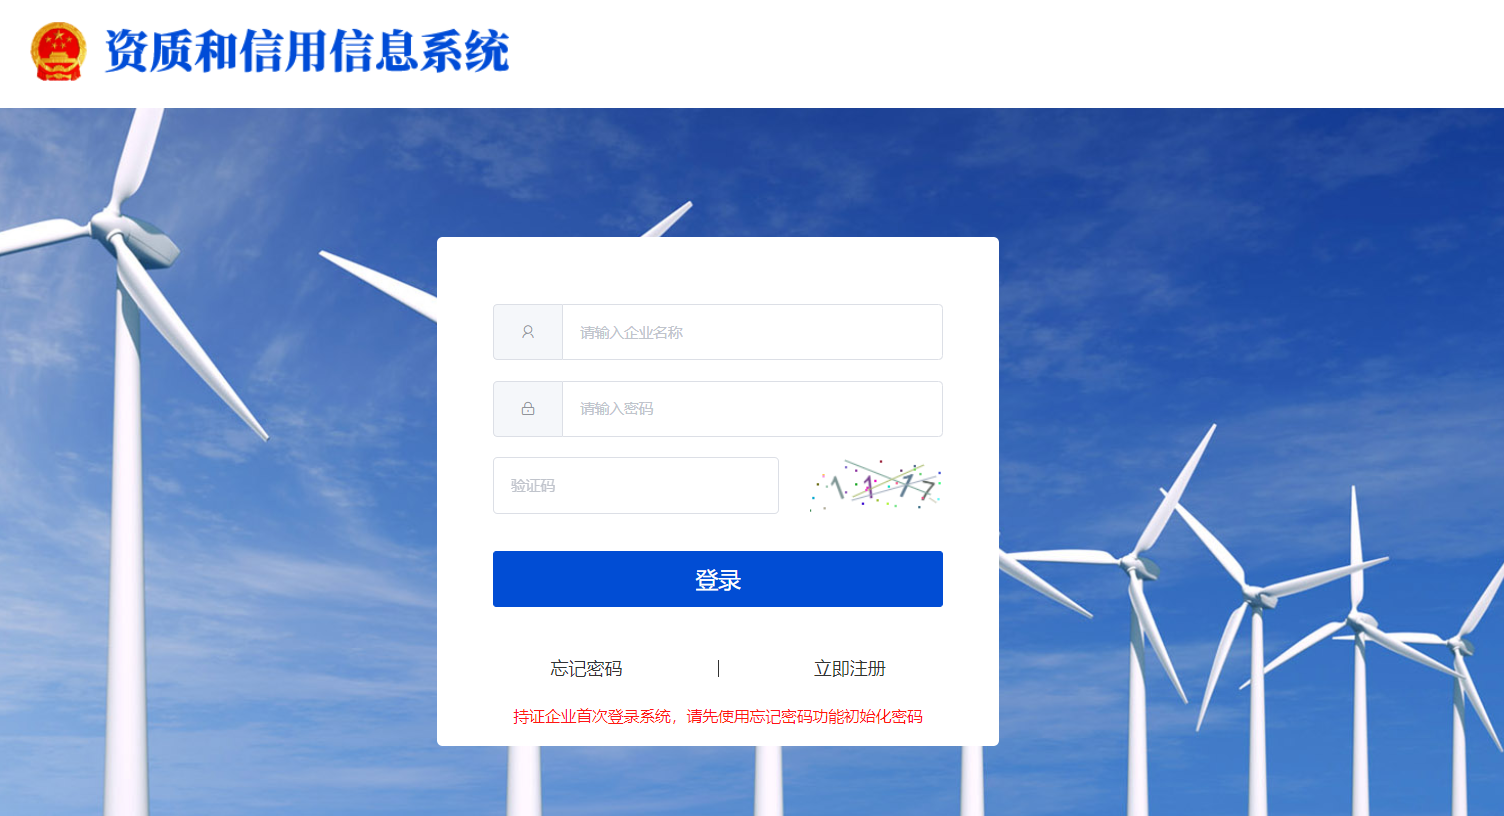 资质和信用信息系统
请输入企业名称
请输入密码
验证码
1117
登录
忘记密码 | 立即注册
持证企业首次登录系统，请先使用忘记密码功能初始化密码